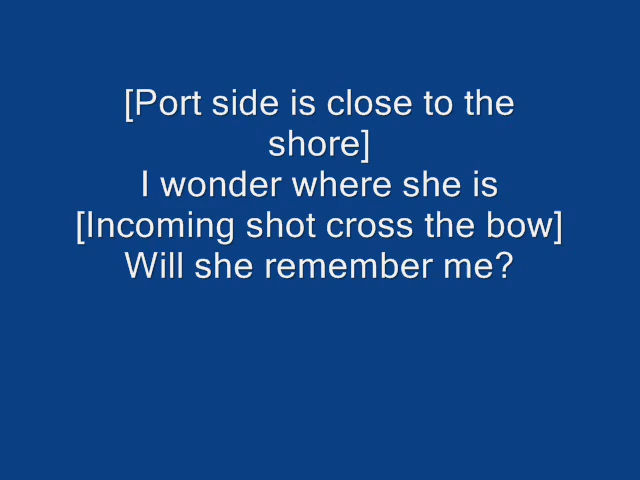 [Port side is close to the
shore]
I wonder where she is
[Incoming shot cross the bow]
Will she remember me?